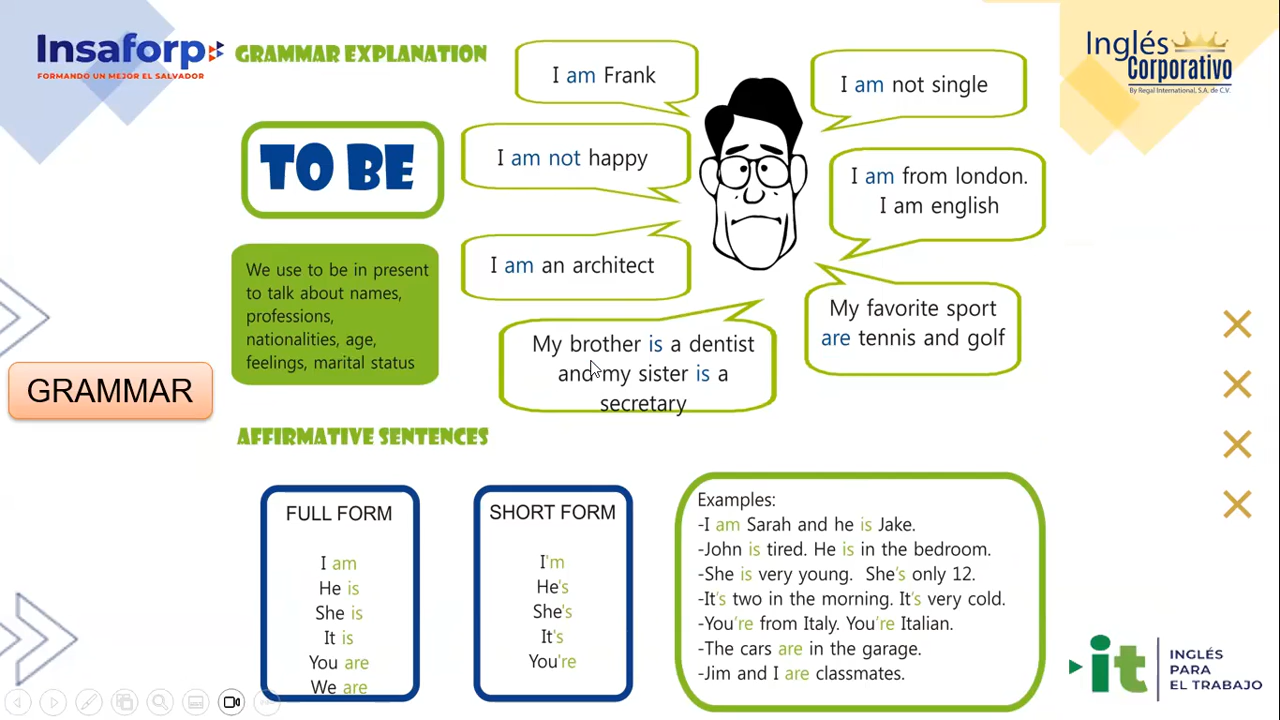 Insaforp
FORMANDO UN MEJOR EL SALVADOR
GRAMMAR EXPLANATION
Inglés
Corporativo
By Regal International, S.A. de C.V.
I am Frank
I am not single
TO BE
I am not happy
I am from london.
I am english
We use to be in present
to talk about names,
professions,
nationalities, age,
feelings, marital status
I am an architect
My favorite sport
are tennis and golf
My brother is a dentist
and my sister is a
secretary
GRAMMAR
AFFIRMATIVE SENTENCES
FULL FORM
I am
He is
She is
It is
You are
We are
SHORT FORM
I'm
He's
She's
It's
You're
Examples:
-I am Sarah and he is Jake.
-John is tired. He is in the bedroom.
-She is very young. She's only 12.
-It's two in the morning. It's very cold.
-You're from Italy. You're Italian.
-The cars are in the garage.
-Jim and I are classmates.
it
INGLÉS
PARA
EL TRABAJO